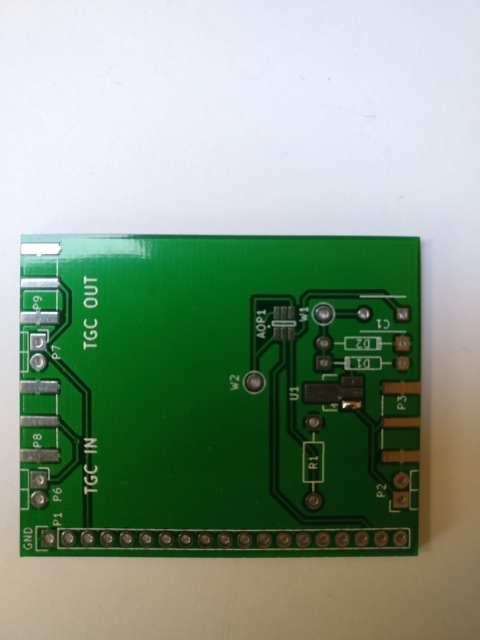 P9
TGC OUT
P7
AOP1
W1
C1
D2
D1
W2
U1
P3
P8
TGC IN
R1
P6
P2
P1
GND